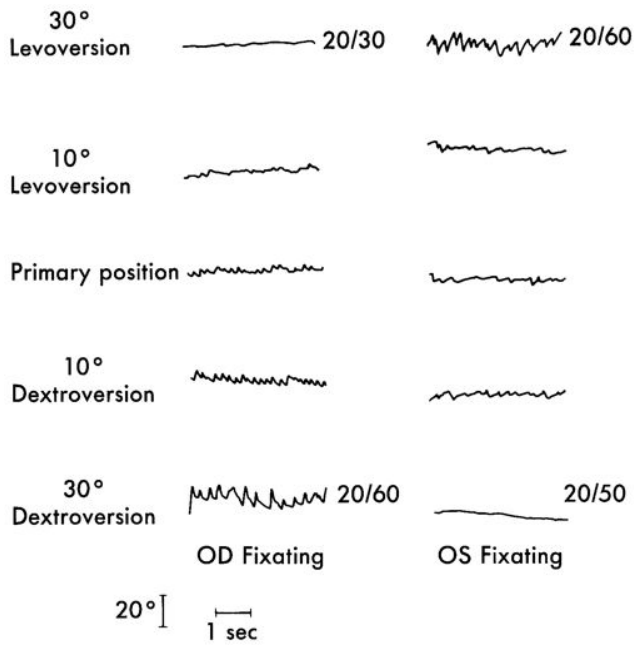 30°
Levoversion
20/30
20/60
10°
Levoversion
Primary position
10°
Dextroversion
30°
Dextroversion
20/60
20/50
OD Fixating
OS Fixating
20°
1 sec